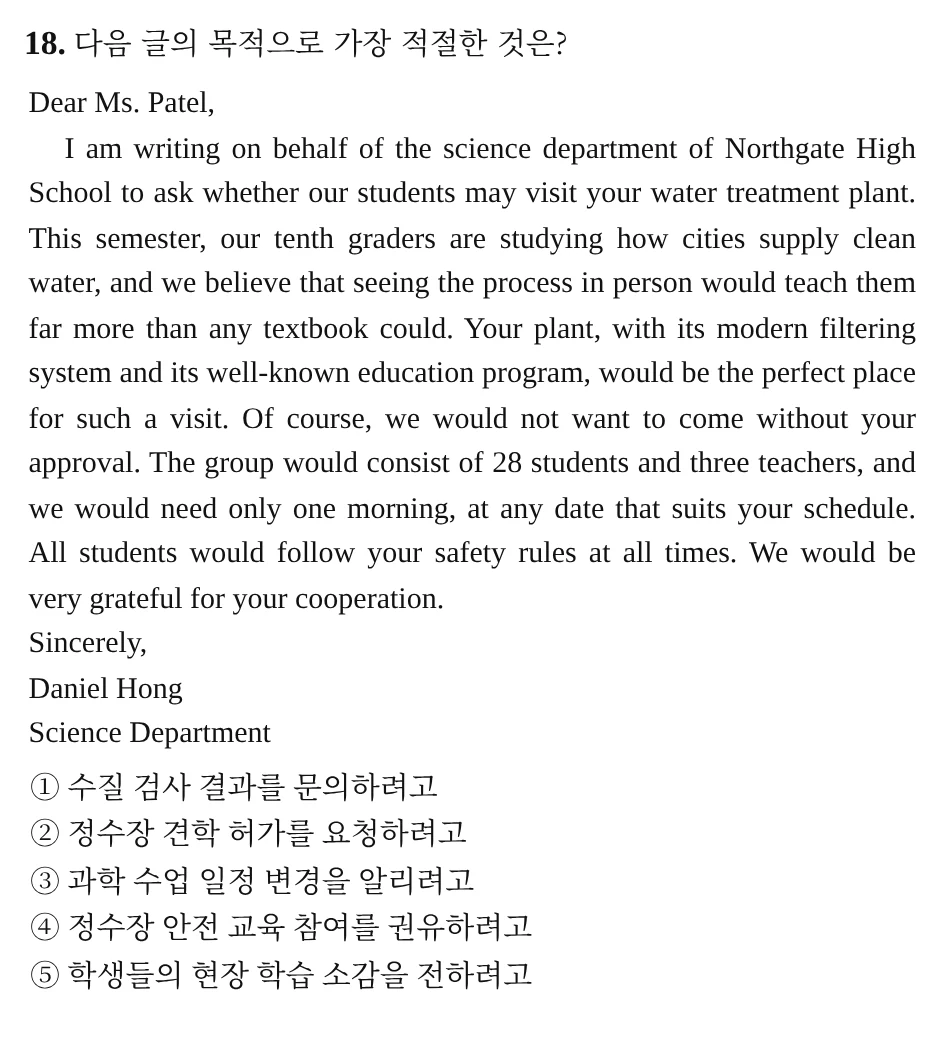 18. 다음 글의 목적으로 가장 적절한 것은?
Dear Ms. Patel,
I am writing on behalf of the science department of Northgate High
School to ask whether our students may visit your water treatment plant.
This semester, our tenth graders are studying how cities supply clean
water, and we believe that seeing the process in person would teach them
far more than any textbook could. Your plant, with its modern filtering
system and its well-known education program, would be the perfect place
for such a visit. Of course, we would not want to come without your
approval. The group would consist of 28 students and three teachers, and
we would need only one morning, at any date that suits your schedule.
All students would follow your safety rules at all times. We would be
very grateful for your cooperation.
Sincerely,
Daniel Hong
Science Department
① 수질 검사 결과를 문의하려고
② 정수장 견학 허가를 요청하려고
③ 과학 수업 일정 변경을 알리려고
④ 정수장 안전 교육 참여를 권유하려고
⑤ 학생들의 현장 학습 소감을 전하려고